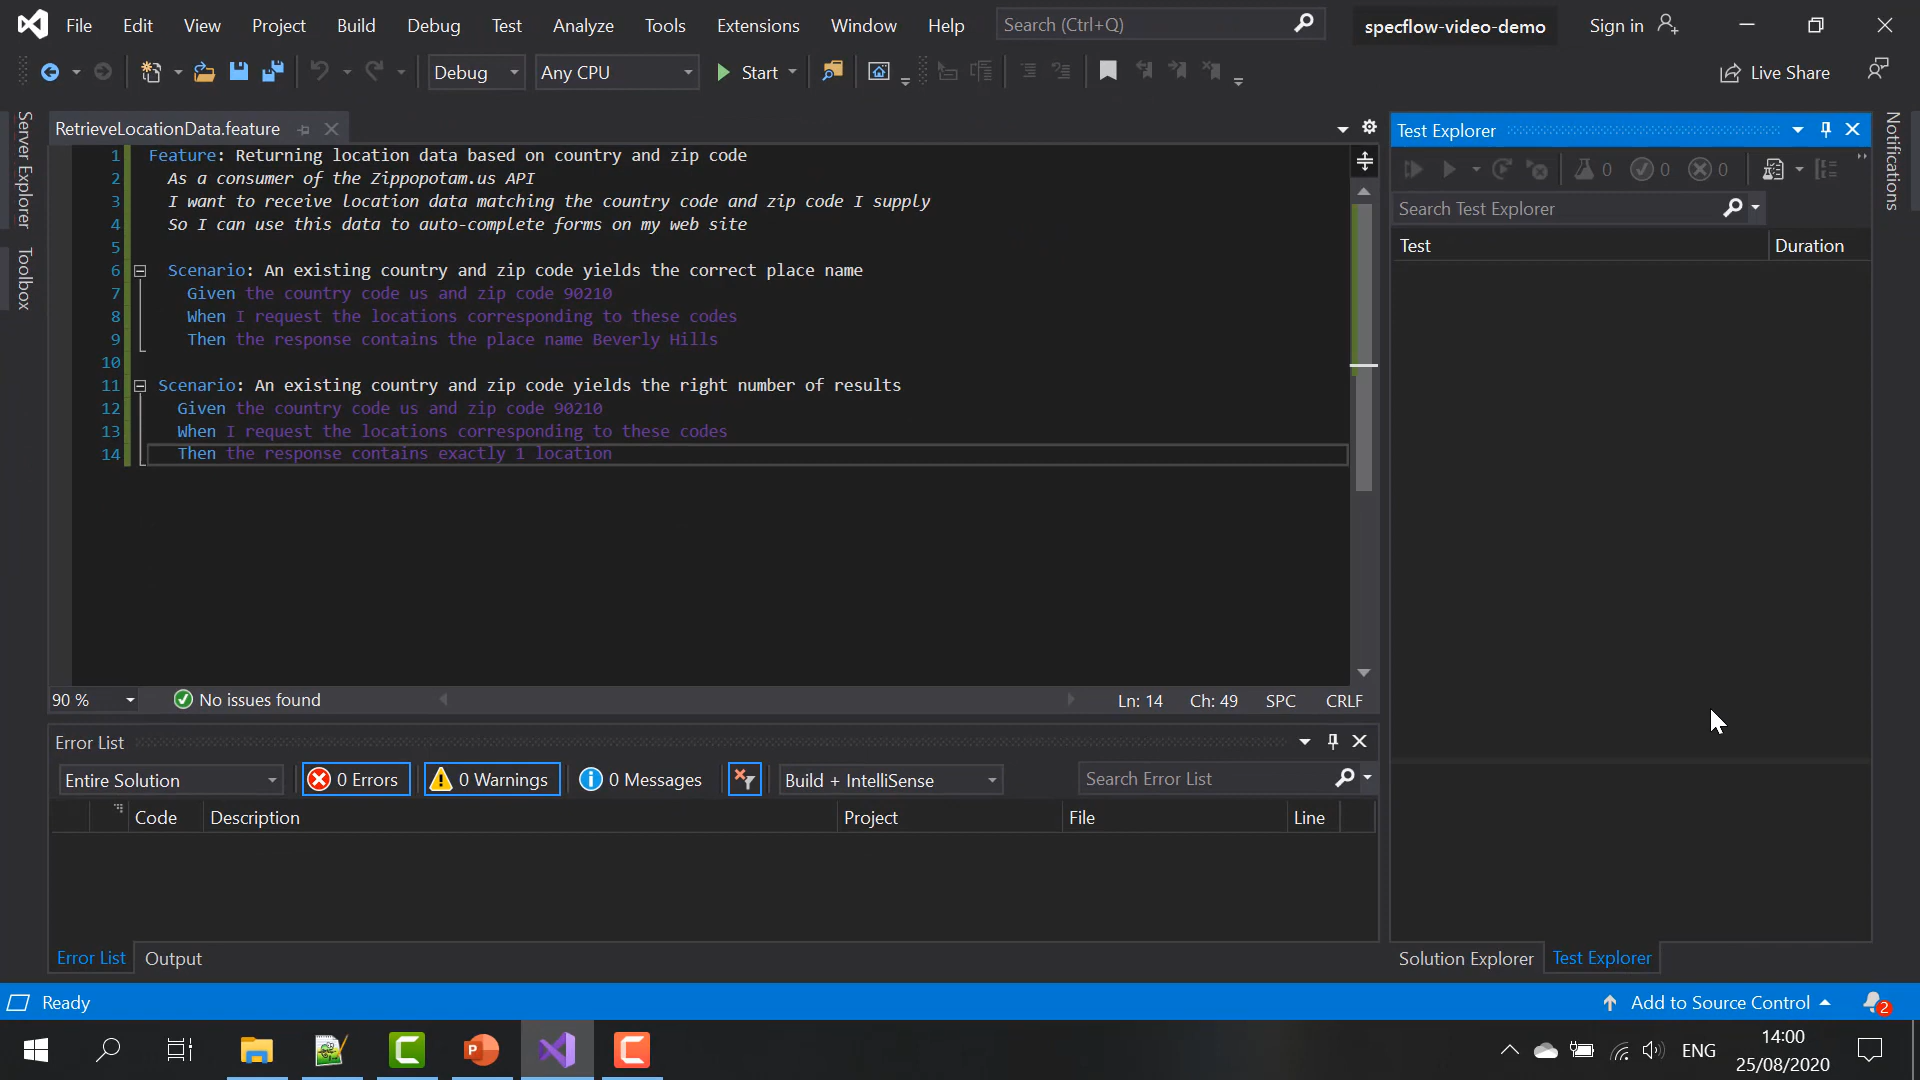 File Edit View Project Build Debug Test Analyze Tools Extensions Window Help Search (Ctrl+Q) specflow-video-demo Sign in
Debug Any CPU Start Live Share
Server Explorer
Toolbox
RetrieveLocationData.feature
1 Feature: Returning location data based on country and zip code
2 As a consumer of the Zippopotam.us API
3 I want to receive location data matching the country code and zip code I supply
4 So I can use this data to auto-complete forms on my web site
5
6 Scenario: An existing country and zip code yields the correct place name
7 Given the country code us and zip code 90210
8 When I request the locations corresponding to these codes
9 Then the response contains the place name Beverly Hills
10
11 Scenario: An existing country and zip code yields the right number of results
12 Given the country code us and zip code 90210
13 When I request the locations corresponding to these codes
14 Then the response contains exactly 1 location
90 % No issues found Ln: 14 Ch: 49 SPC CRLF
Error List
Entire Solution 0 Errors 0 Warnings 0 Messages Build + IntelliSense Search Error List
Code Description Project File Line
Error List Output
Test Explorer
0 0 0
Search Test Explorer
Test Duration
Solution Explorer Test Explorer
Notifications
Ready Add to Source Control 2
ENG 14:00
25/08/2020